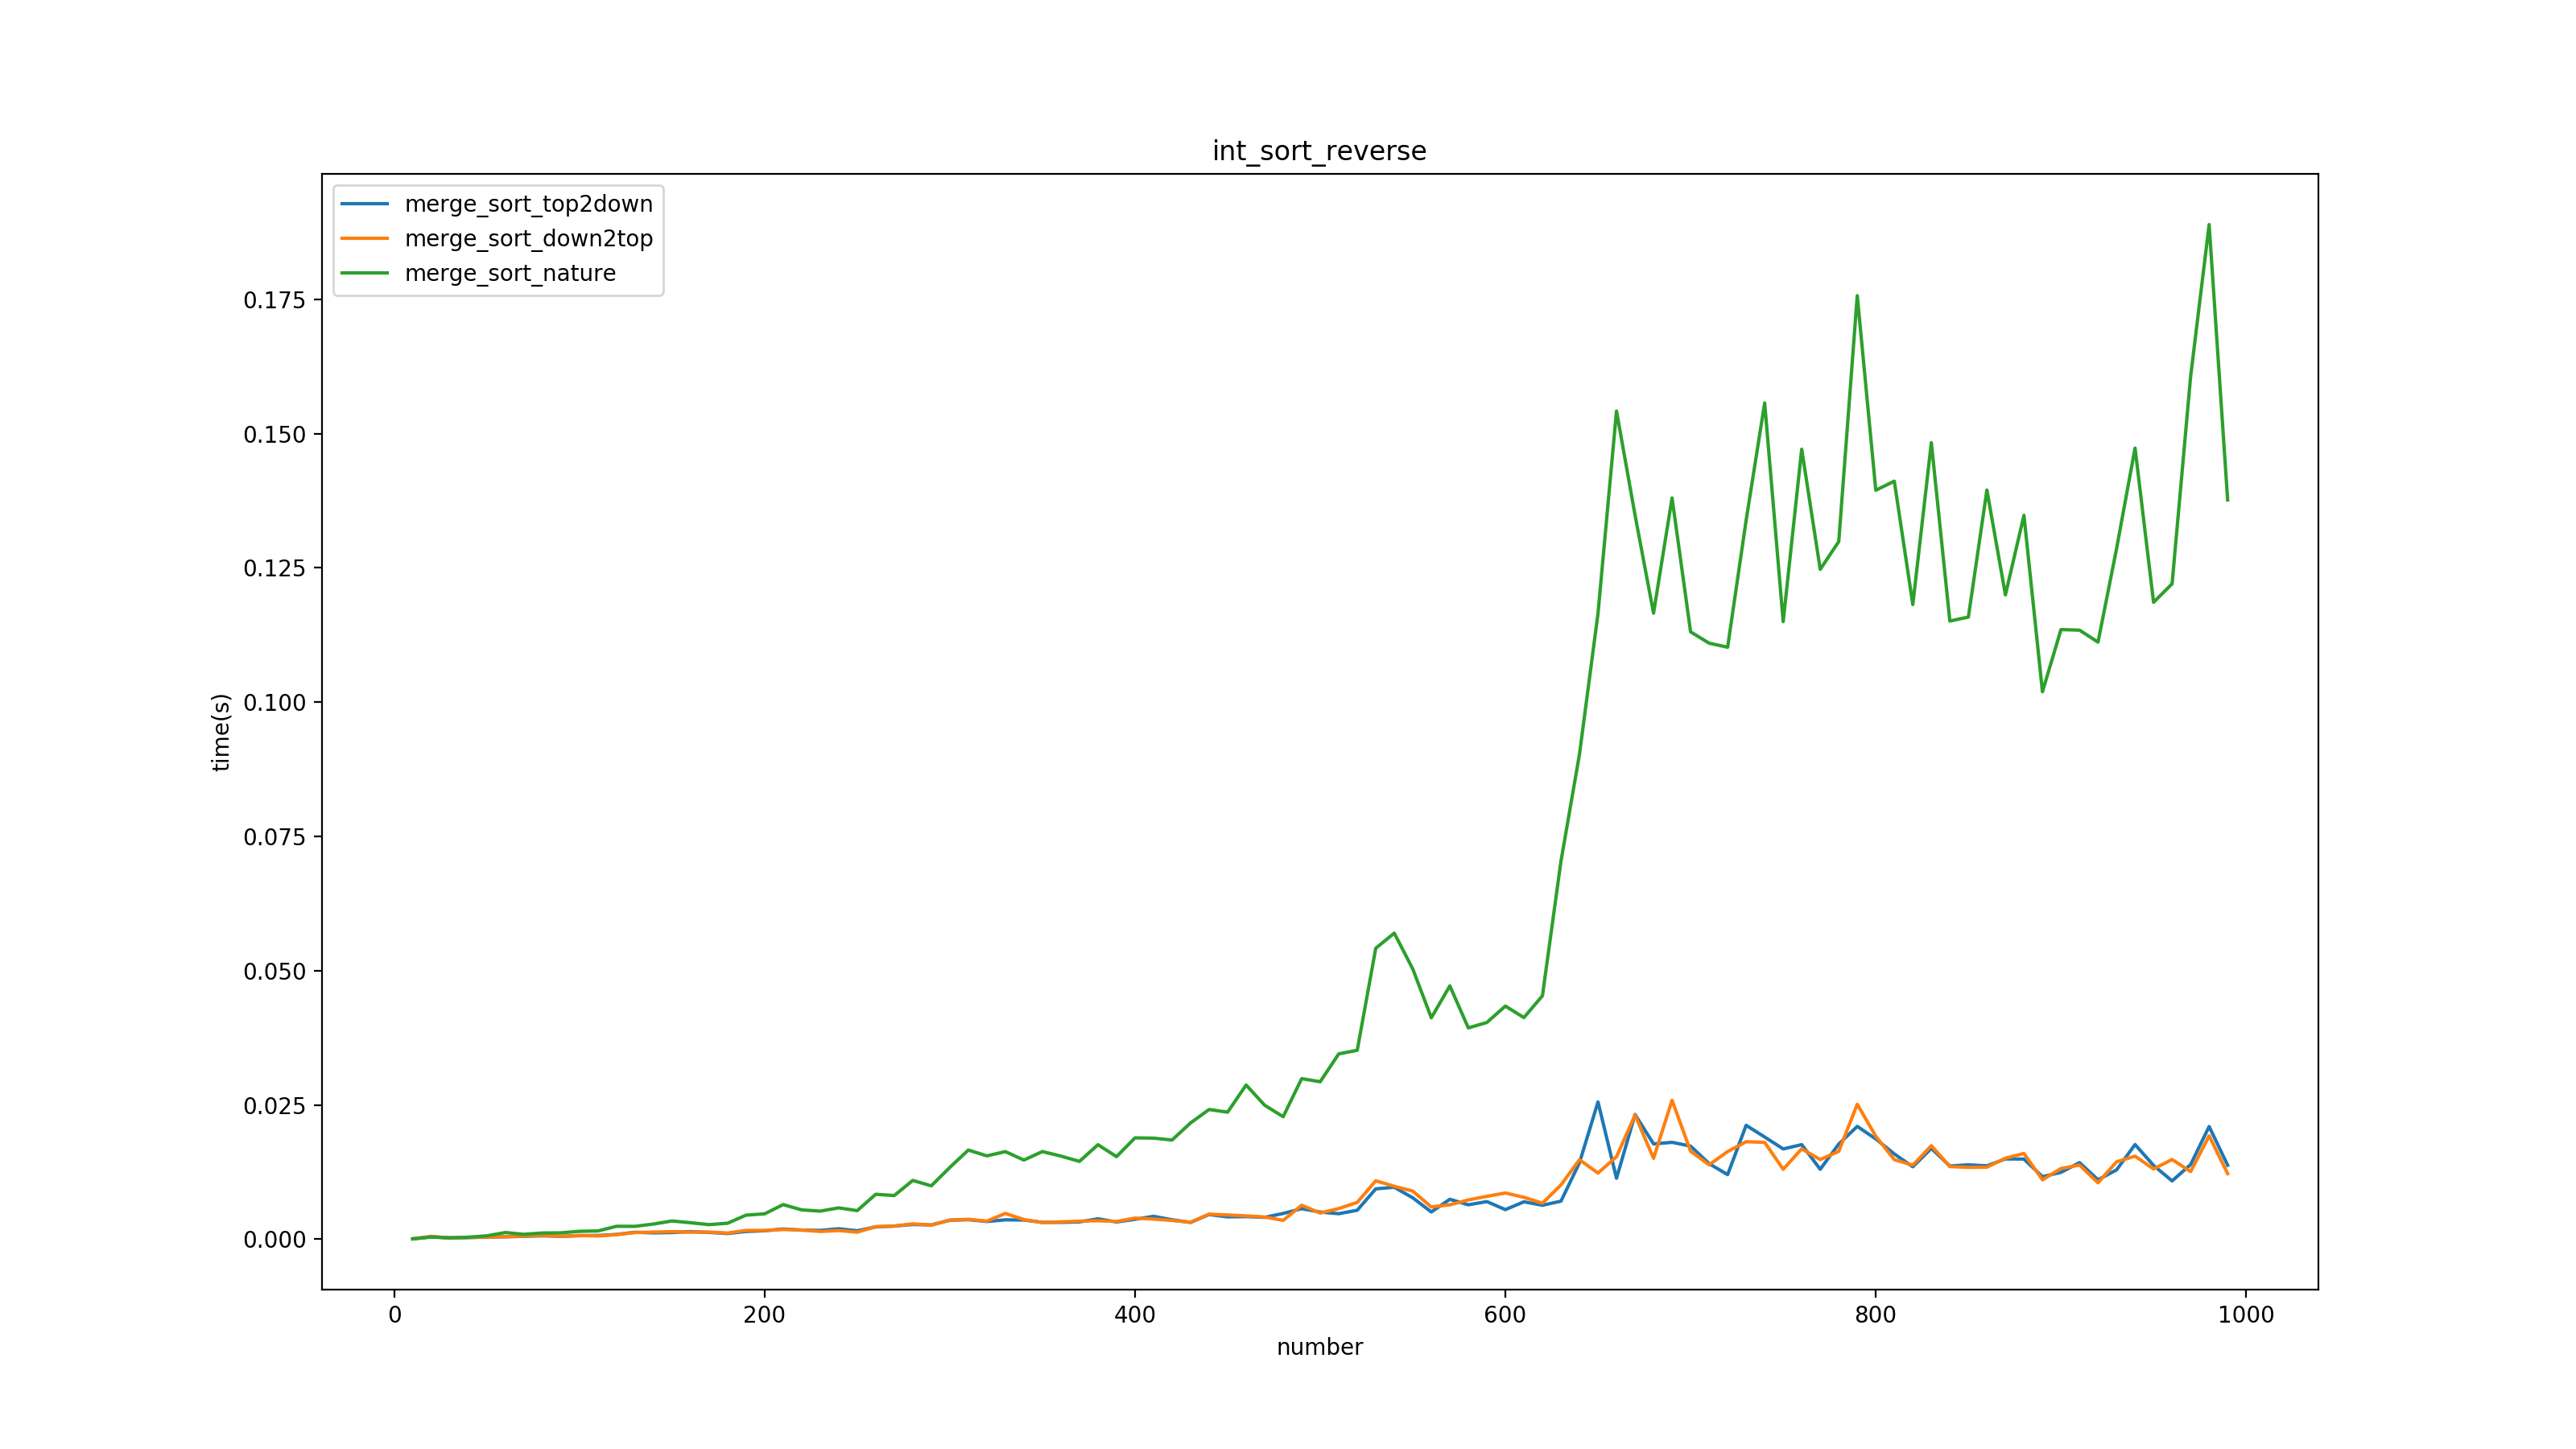 int_sort_reverse
merge_sort_top2down
merge_sort_down2top
merge_sort_nature
0.175
0.150
0.125
0.100
0.075
0.050
0.025
0.000
time(s)
0 200 400 600 800 1000
number